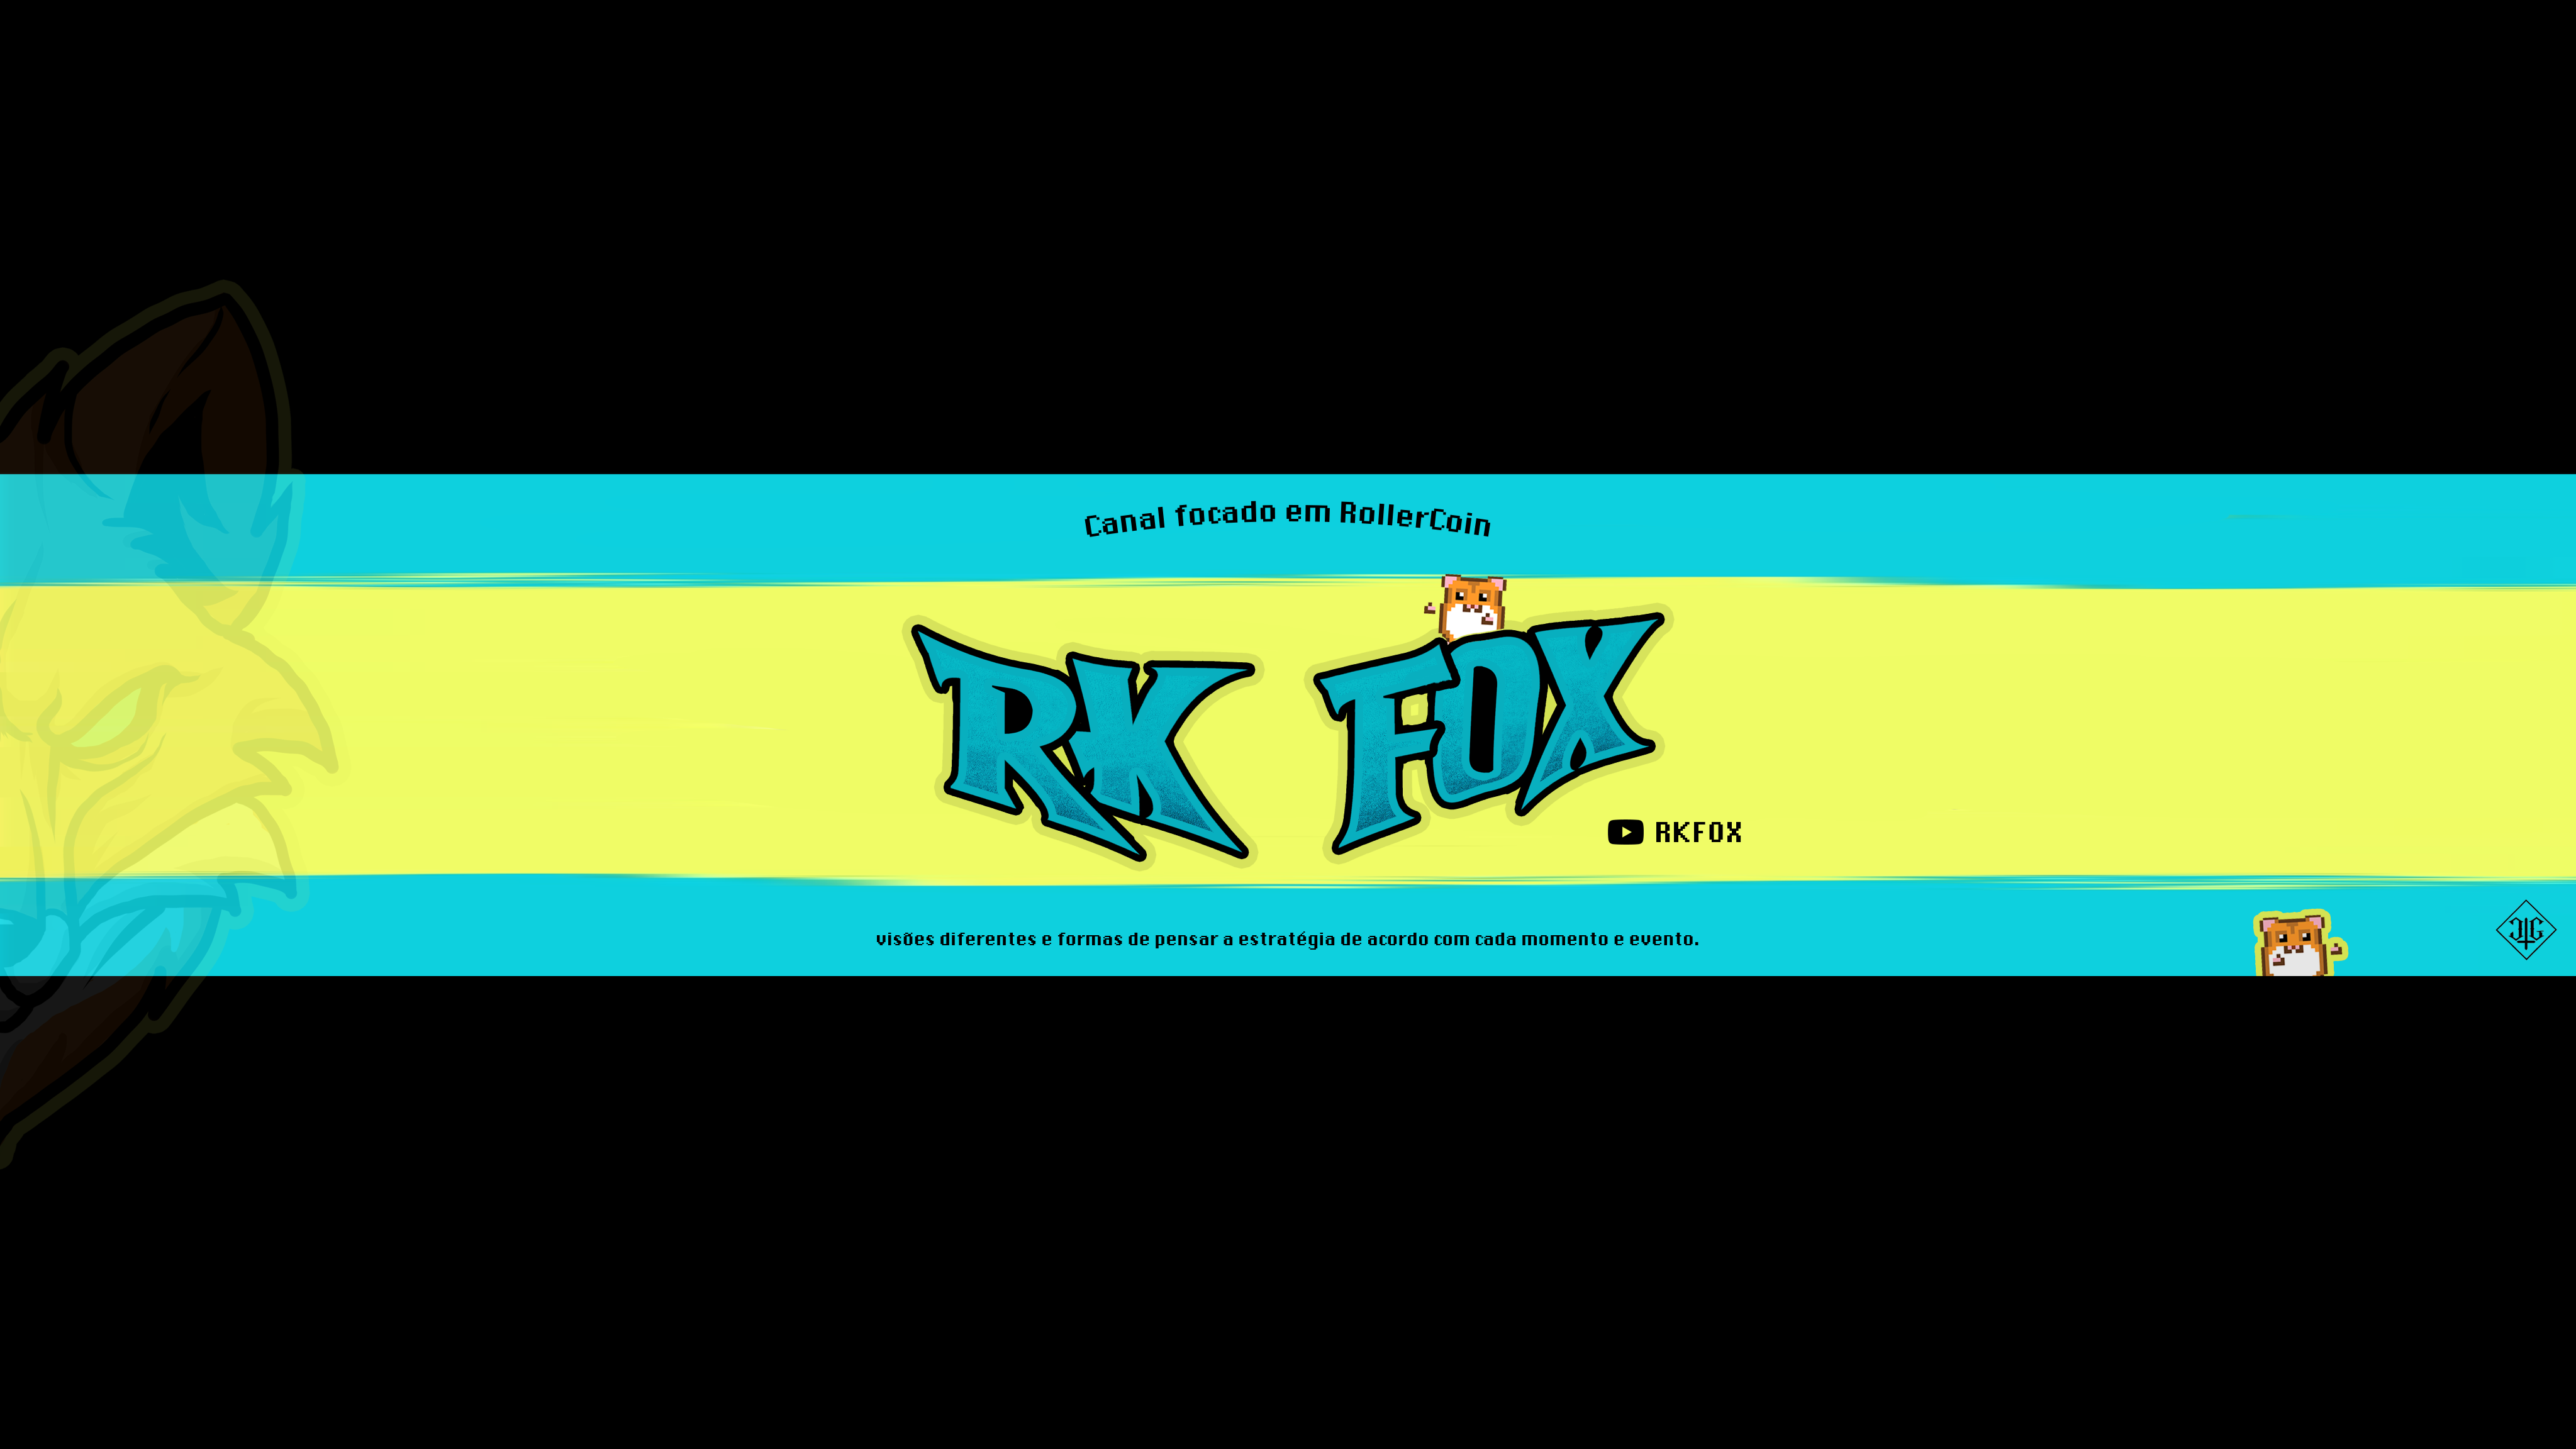 Canal focado em RollerCoin
RK FOX
RKFOX
visões diferentes e formas de pensar a estratégia de acordo com cada momento e evento.